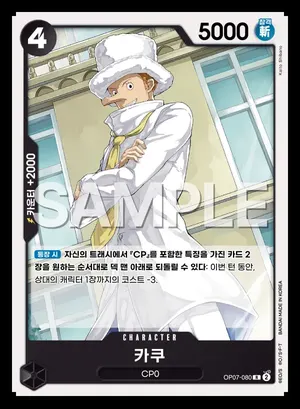 4
5000
참격
斬
카운터 +2000
SAMPLE
등장 시 자신의 트래시에서 「CP」를 포함한 특징을 가진 카드 2
장을 원하는 순서대로 덱 맨 아래로 되돌릴 수 있다: 이번 턴 동안,
상대의 캐릭터 1장까지의 코스트 -3.
CHARACTER
카쿠
CP0
OP07-080 R 2
BANDAI MADE IN KOREA